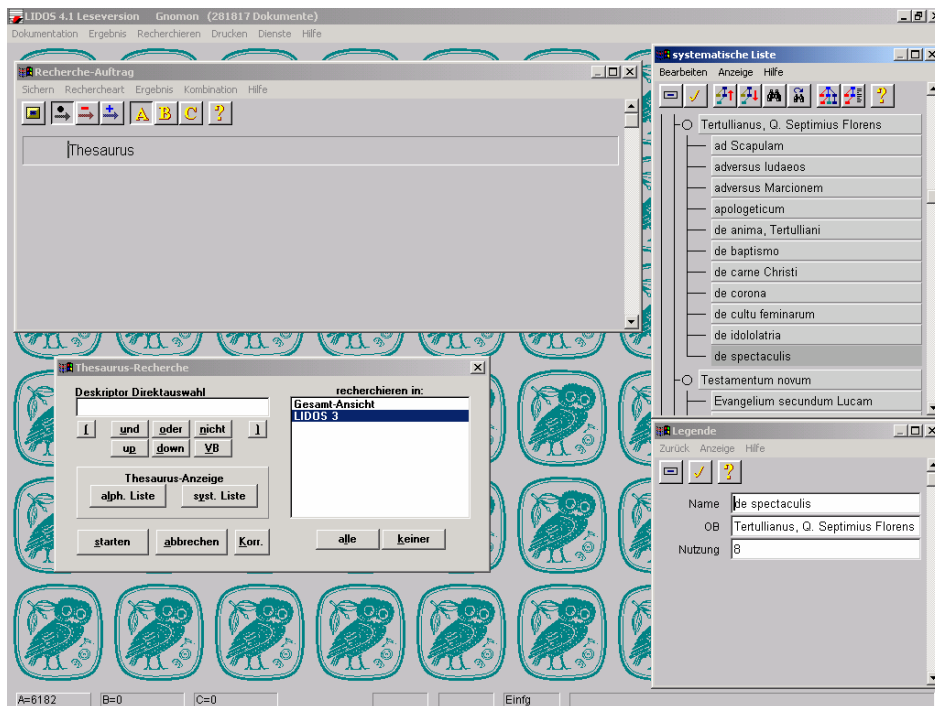 LIDOS 4.1 Leseversion Gnomon (281817 Dokumente)
Dokumentation Ergebnis Recherchieren Drucken Dienste Hilfe
Recherche-Auftrag
Sichern Rechercheart Ergebnis Kombination Hilfe
A B C ?
Thesaurus
systematische Liste
Bearbeiten Anzeige Hilfe
?
Tertullianus, Q. Septimius Florens
ad Scapulam
adversus Iudaeos
adversus Marcionem
apologeticum
de anima, Tertulliani
de baptismo
de carne Christi
de corona
de cultu feminarum
de idololatria
de spectaculis
Testamentum novum
Evangelium secundum Lucam
Thesaurus-Recherche
Deskriptor Direktauswahl
[ und oder nicht ]
up down VB
Thesaurus-Anzeige
alph. Liste syst. Liste
starten abbrechen Korr.
recherchieren in:
Gesamt-Ansicht
LIDOS 3
alle keiner
Legende
Zurück Anzeige Hilfe
?
Name de spectaculis
OB Tertullianus, Q. Septimius Florens
Nutzung 8
A=6182 B=0 C=0 Einfg